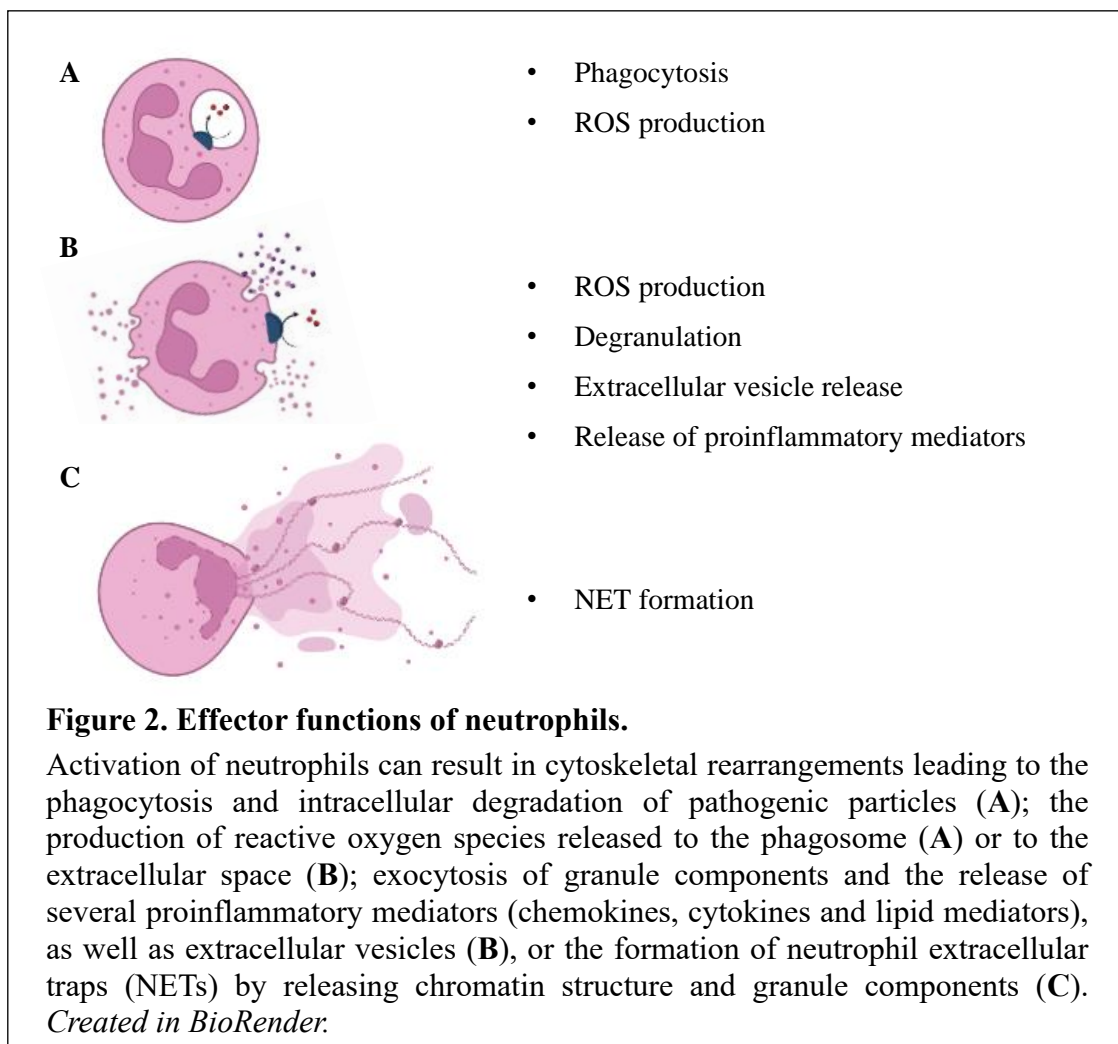 A
• Phagocytosis
• ROS production
B
• ROS production
• Degranulation
• Extracellular vesicle release
• Release of proinflammatory mediators
C
• NET formation
Figure 2. Effector functions of neutrophils.
Activation of neutrophils can result in cytoskeletal rearrangements leading to the
phagocytosis and intracellular degradation of pathogenic particles (A); the
production of reactive oxygen species released to the phagosome (A) or to the
extracellular space (B); exocytosis of granule components and the release of
several proinflammatory mediators (chemokines, cytokines and lipid mediators),
as well as extracellular vesicles (B), or the formation of neutrophil extracellular
traps (NETs) by releasing chromatin structure and granule components (C).
Created in BioRender.